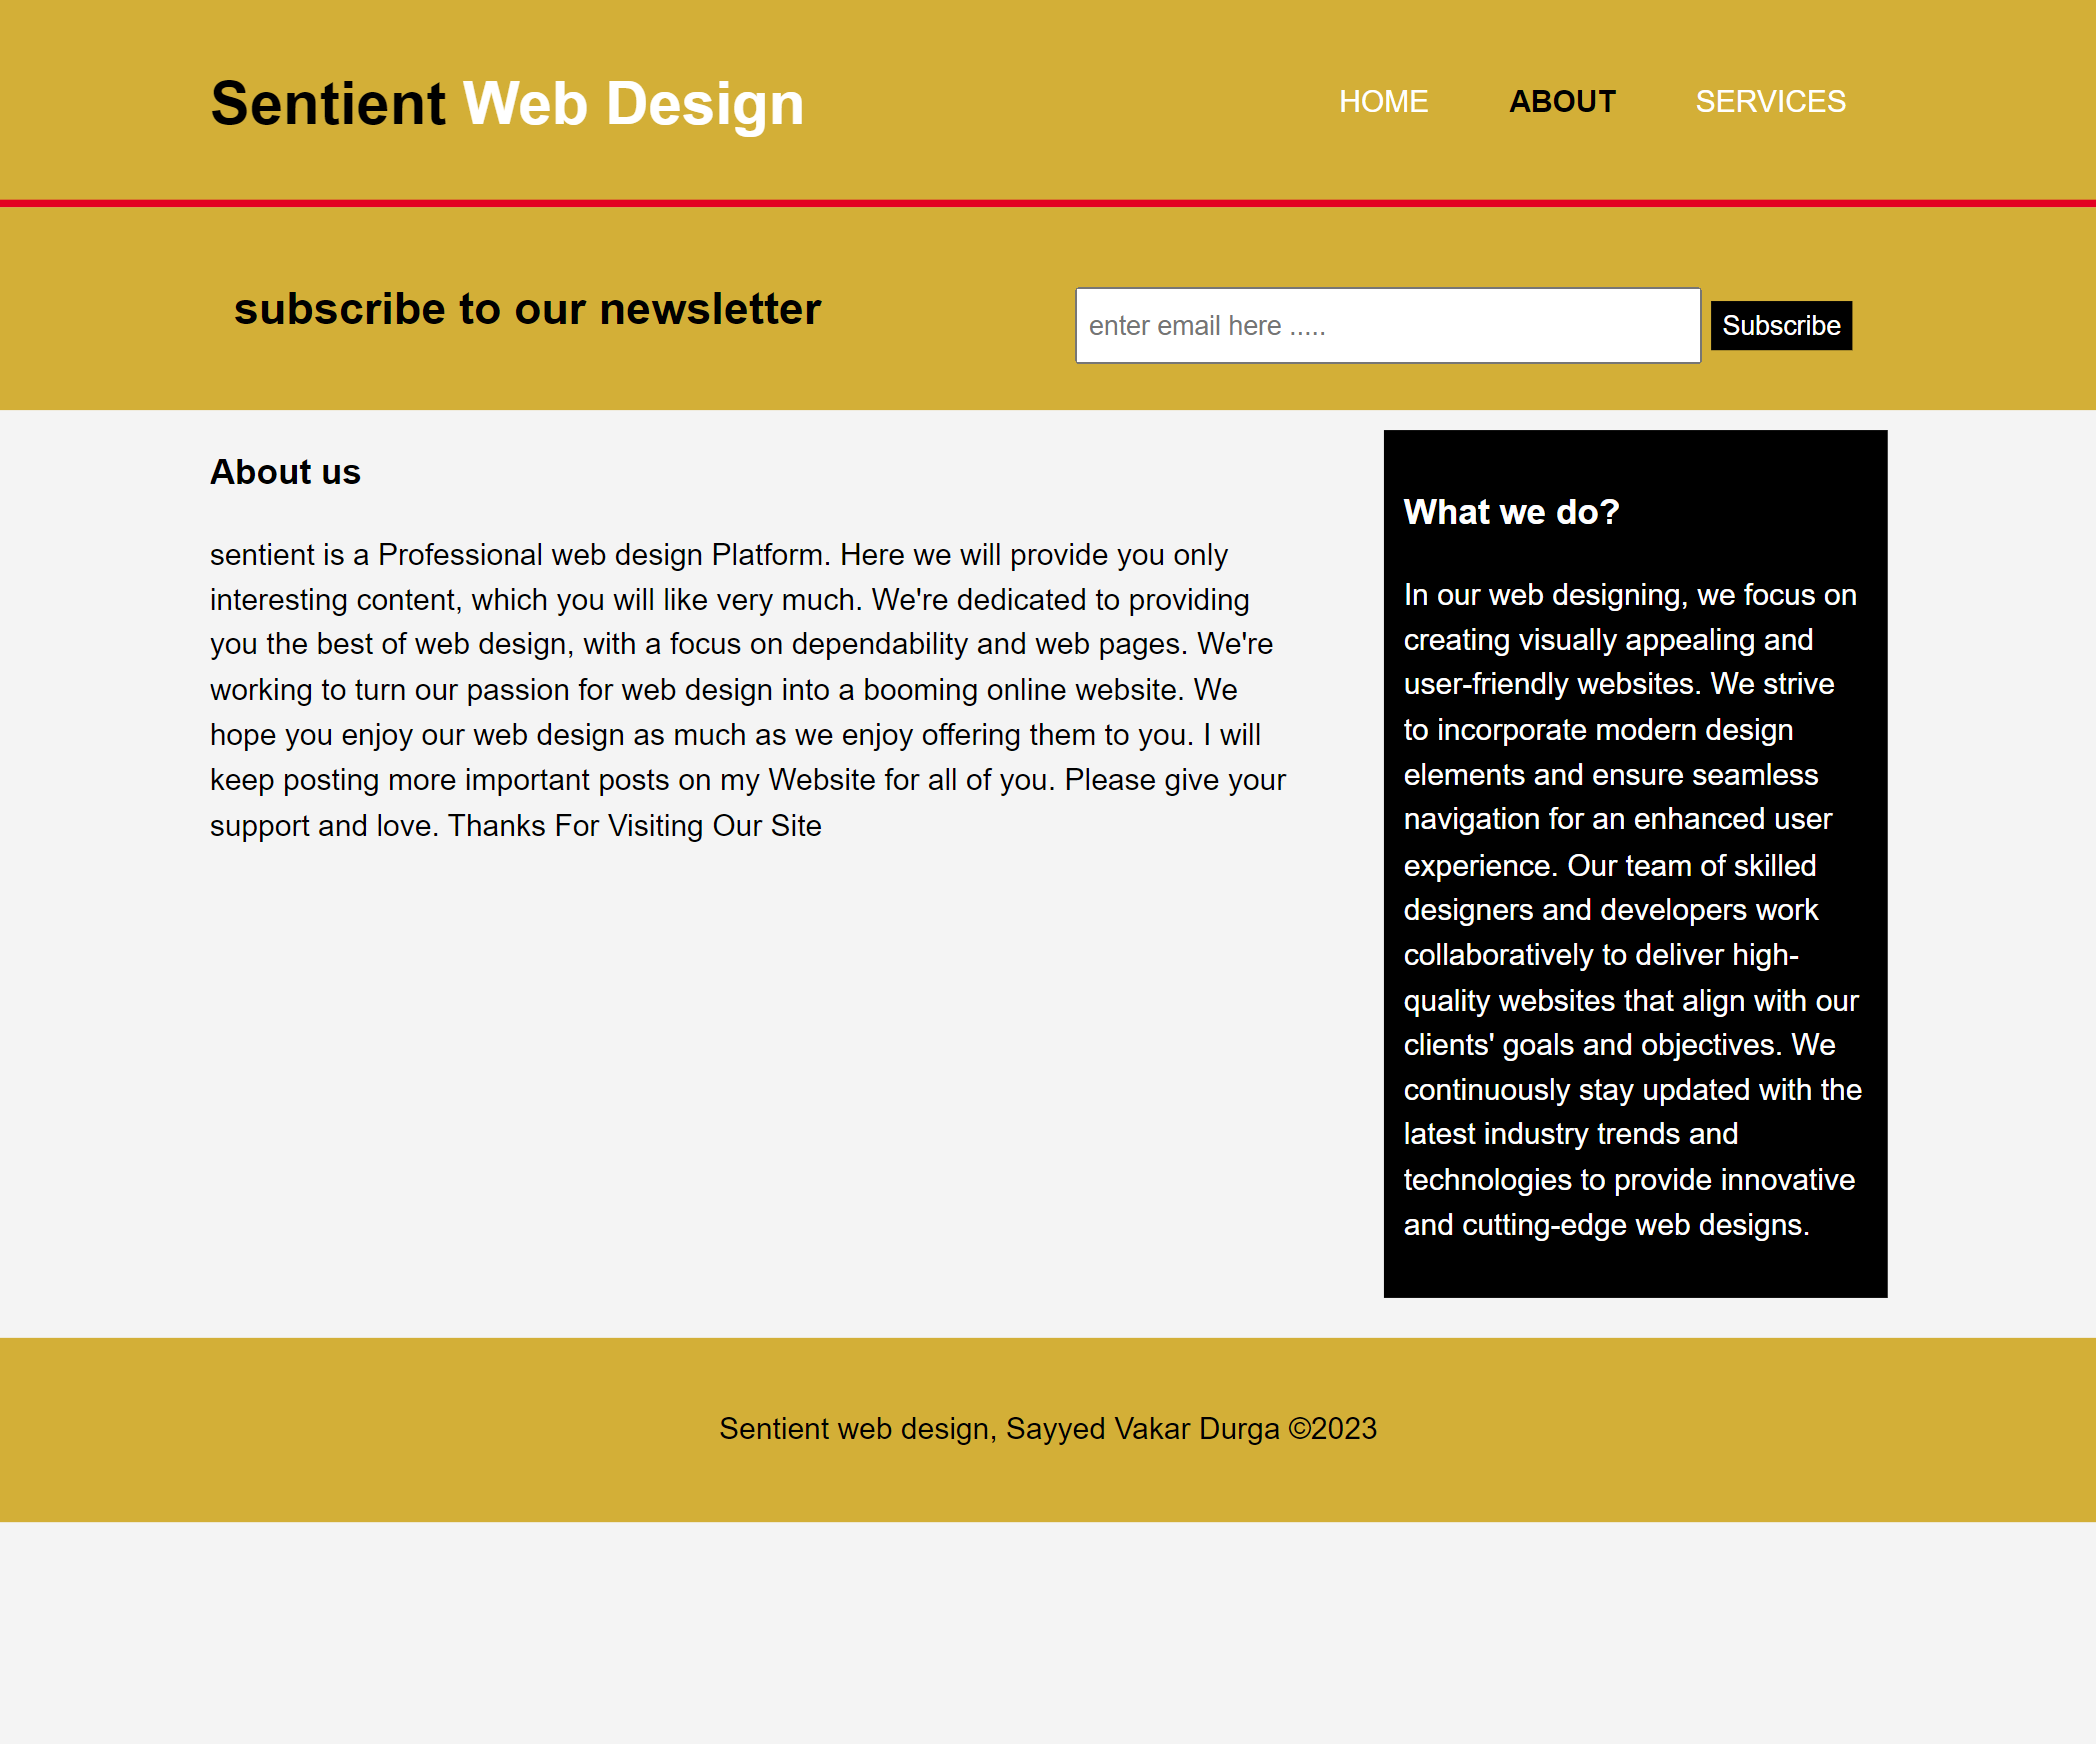 Sentient Web Design
HOME ABOUT SERVICES
subscribe to our newsletter
enter email here .....
Subscribe
About us
sentient is a Professional web design Platform. Here we will provide you only
interesting content, which you will like very much. We're dedicated to providing
you the best of web design, with a focus on dependability and web pages. We're
working to turn our passion for web design into a booming online website. We
hope you enjoy our web design as much as we enjoy offering them to you. I will
keep posting more important posts on my Website for all of you. Please give your
support and love. Thanks For Visiting Our Site
What we do?
In our web designing, we focus on
creating visually appealing and
user-friendly websites. We strive
to incorporate modern design
elements and ensure seamless
navigation for an enhanced user
experience. Our team of skilled
designers and developers work
collaboratively to deliver high-
quality websites that align with our
clients' goals and objectives. We
continuously stay updated with the
latest industry trends and
technologies to provide innovative
and cutting-edge web designs.
Sentient web design, Sayyed Vakar Durga ©2023